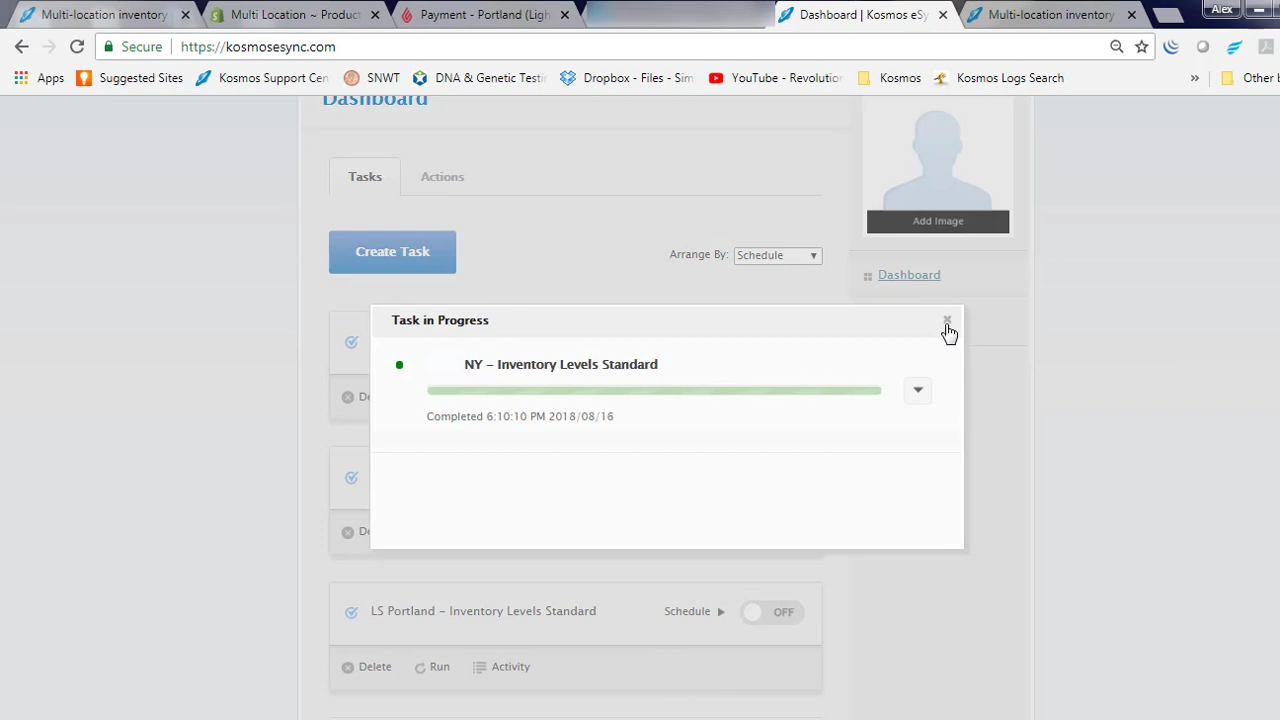 Multi-location inventory
Multi Location ~ Product
Payment - Portland (Ligh
Dashboard | Kosmos eSy
Multi-location inventory
Alex
Secure
https://kosmosesync.com
Apps
Suggested Sites
Kosmos Support Cen
SNWT
DNA & Genetic Testi
Dropbox - Files - Sim
YouTube - Revolutio
Kosmos
Kosmos Logs Search
»
Other b
Dashboard
Tasks
Actions
Add Image
Create Task
Arrange By:
Schedule
Dashboard
Task in Progress
NY – Inventory Levels Standard
Completed 6:10:10 PM 2018/08/16
De
De
LS Portland – Inventory Levels Standard
Schedule
OFF
Delete
Run
Activity